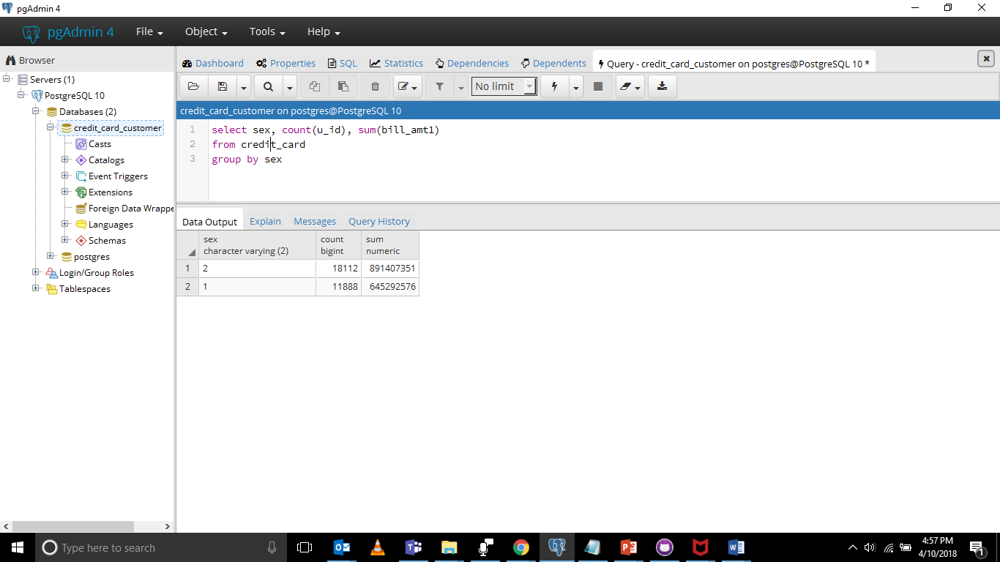 pgAdmin 4
pgAdmin 4 File Object Tools Help
Browser
Dashboard Properties SQL Statistics Dependencies Dependents Query - credit_card_customer on postgres@PostgreSQL 10 *
Servers (1)
PostgreSQL 10
Databases (2)
credit_card_customer
Casts
Catalogs
Event Triggers
Extensions
Foreign Data Wrappe
Languages
Schemas
postgres
Login/Group Roles
Tablespaces
No limit
credit_card_customer on postgres@PostgreSQL 10
1 select sex, count(u_id), sum(bill_amt1)
2 from credit_card
3 group by sex
Data Output Explain Messages Query History
sex count sum
character varying (2) bigint numeric
1 2 18112 891407351
2 1 11888 645292576
Type here to search
4:57 PM
4/10/2018
1